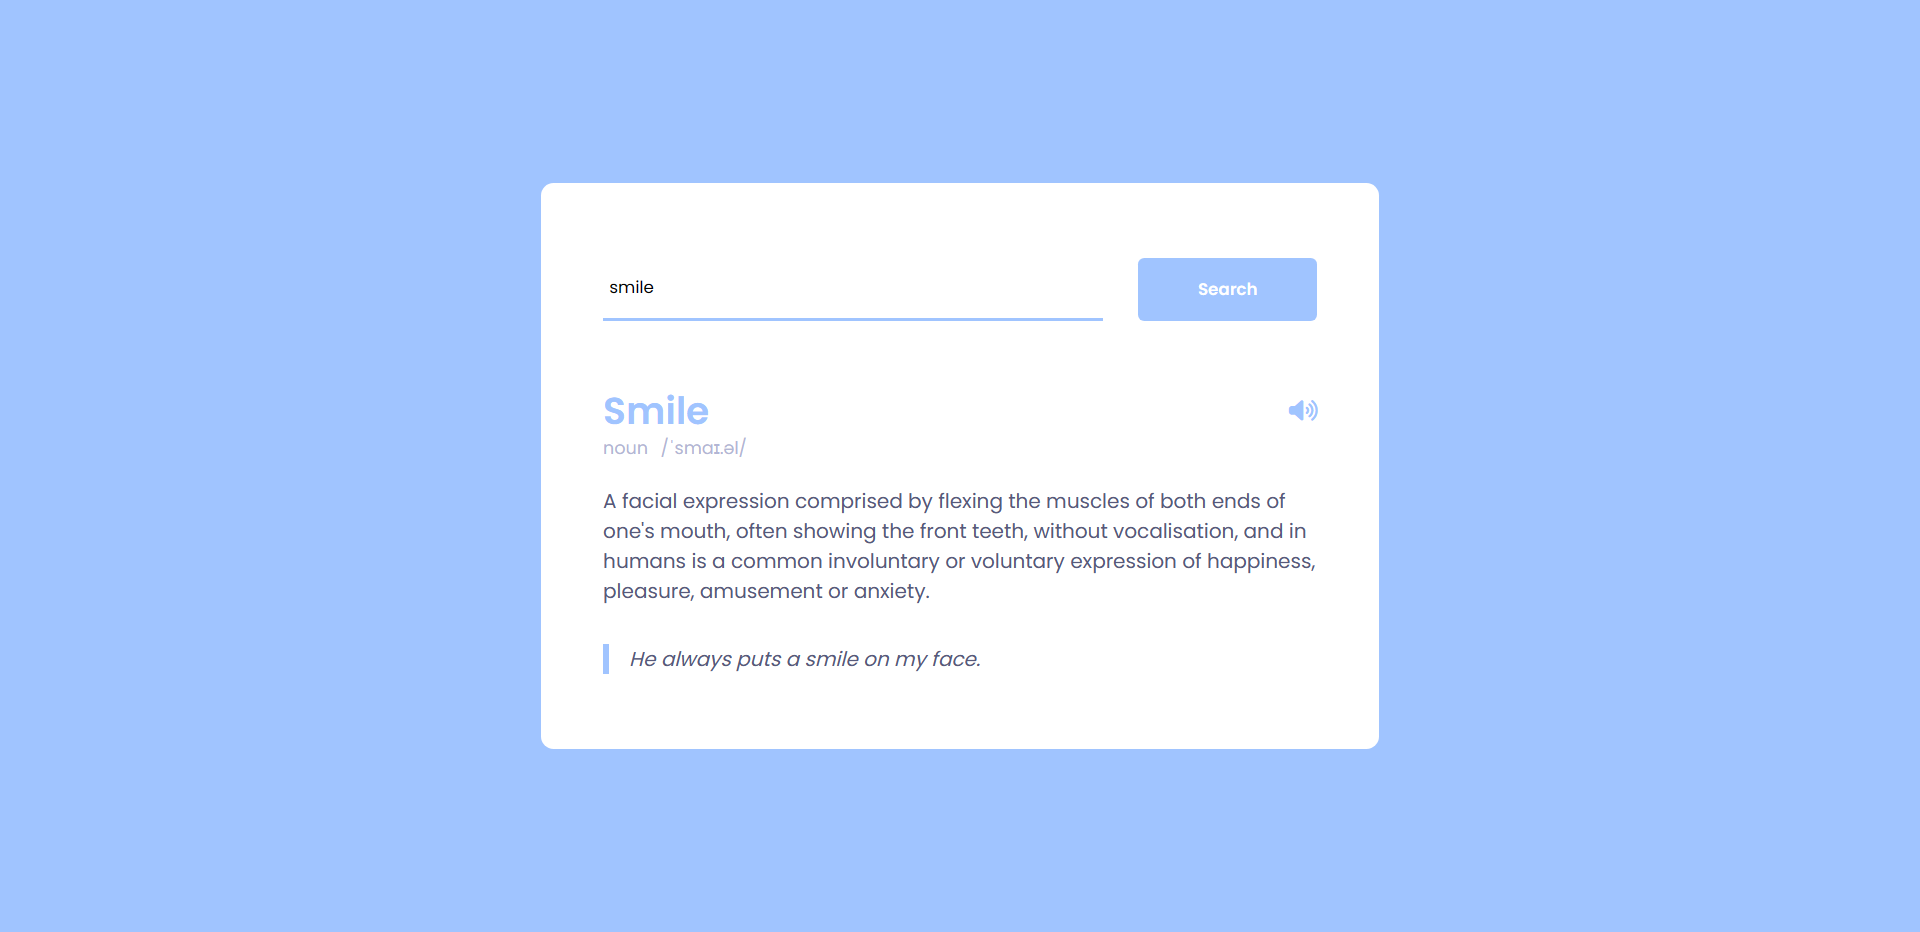 smile
Search
Smile
noun /ˈsmaɪ.əl/
A facial expression comprised by flexing the muscles of both ends of
one's mouth, often showing the front teeth, without vocalisation, and in
humans is a common involuntary or voluntary expression of happiness,
pleasure, amusement or anxiety.
He always puts a smile on my face.